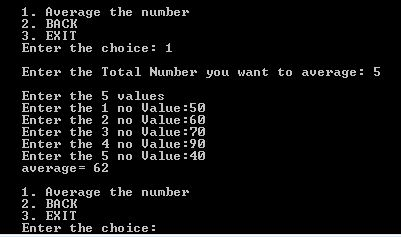 1. Average the number
2. BACK
3. EXIT
Enter the choice: 1
Enter the Total Number you want to average: 5
Enter the 5 values
Enter the 1 no Value:50
Enter the 2 no Value:60
Enter the 3 no Value:70
Enter the 4 no Value:90
Enter the 5 no Value:40
average= 62
1. Average the number
2. BACK
3. EXIT
Enter the choice: